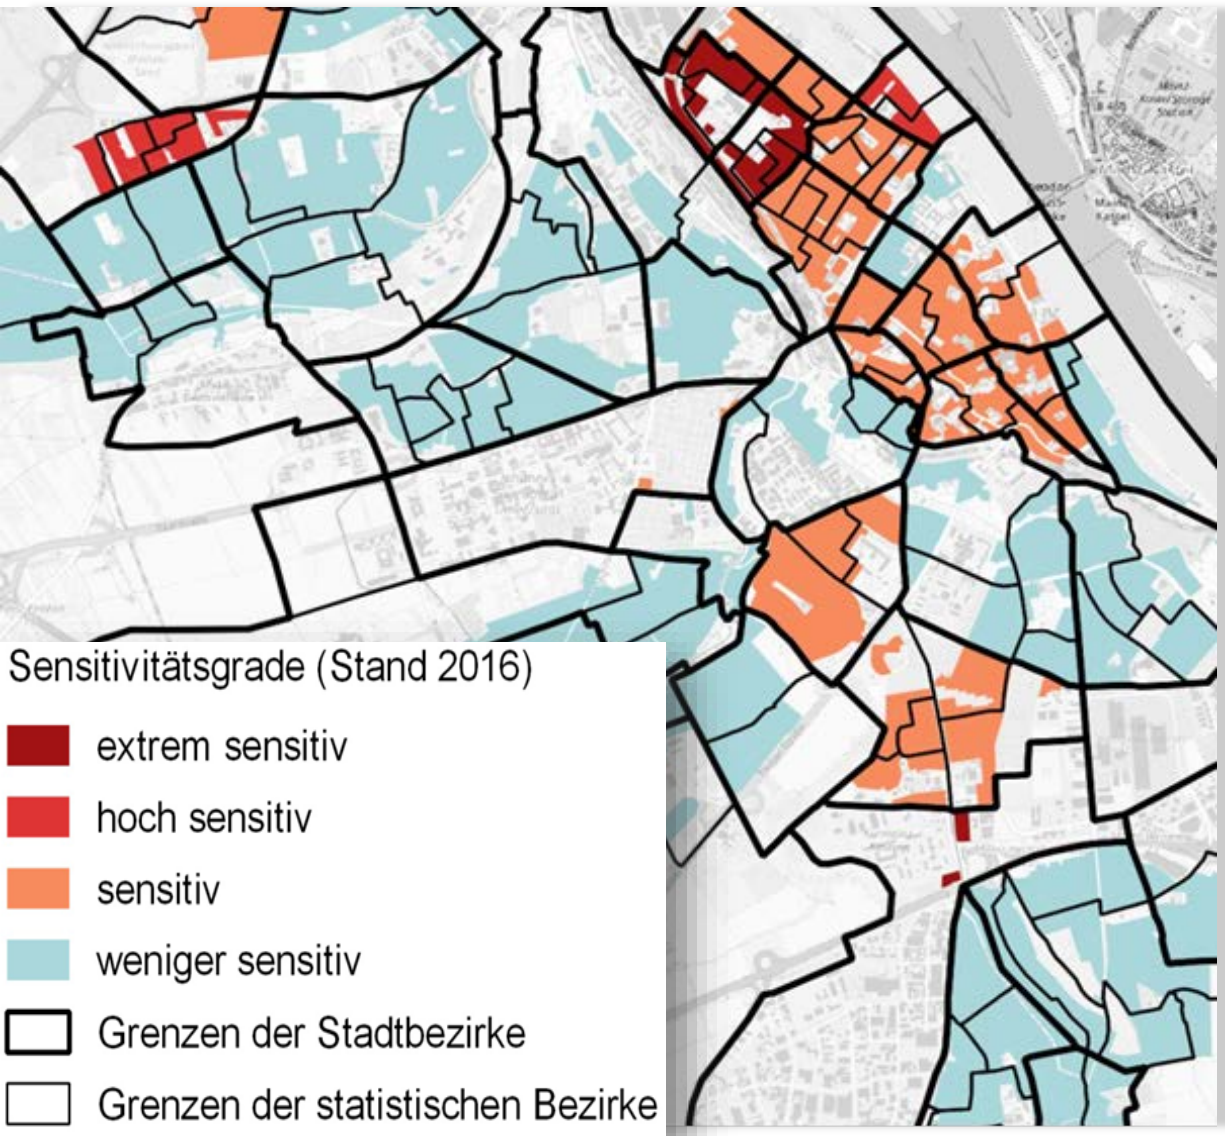 Sensitivitätsgrade (Stand 2016)
extrem sensitiv
hoch sensitiv
sensitiv
weniger sensitiv
Grenzen der Stadtbezirke
Grenzen der statistischen Bezirke